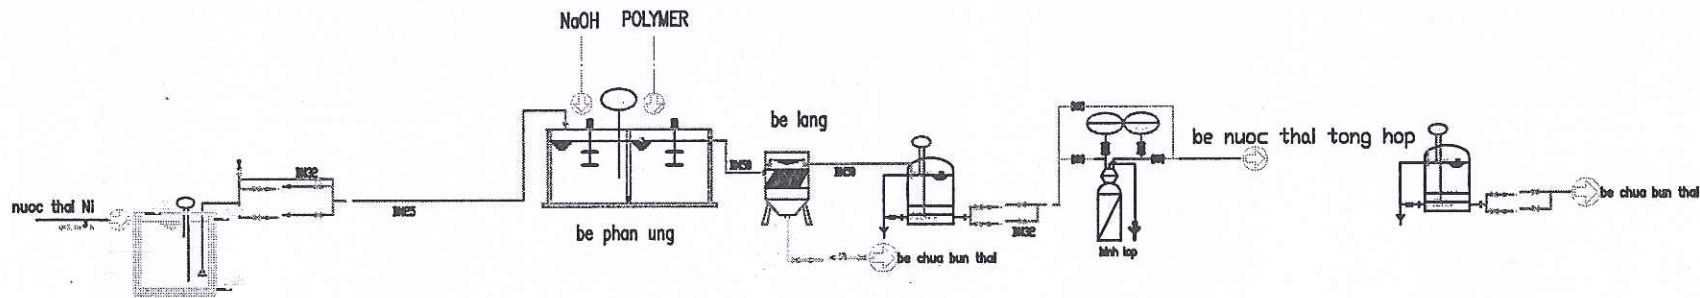 NaOH POLYMER
be lang
be nuoc thai tong hop
DN32
DN50
DN50
be chua bun thai
nuoc thai Ni
DN25
DN32
be phan ung
be chua bun thai
binh lop